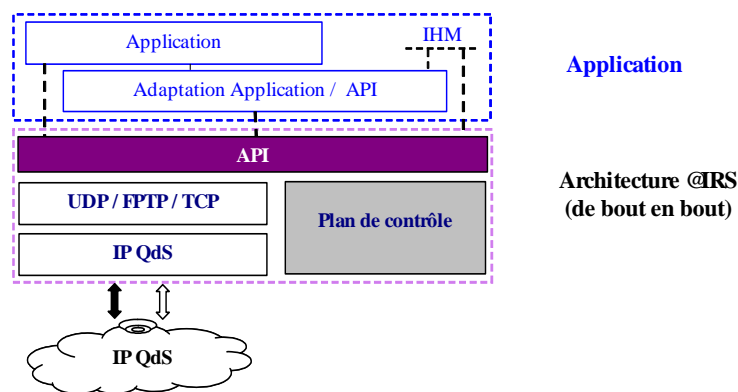 Application
IHM
Adaptation Application / API
Application
API
UDP / FPTP / TCP
Plan de contrôle
IP QdS
Architecture @IRS
(de bout en bout)
IP QdS